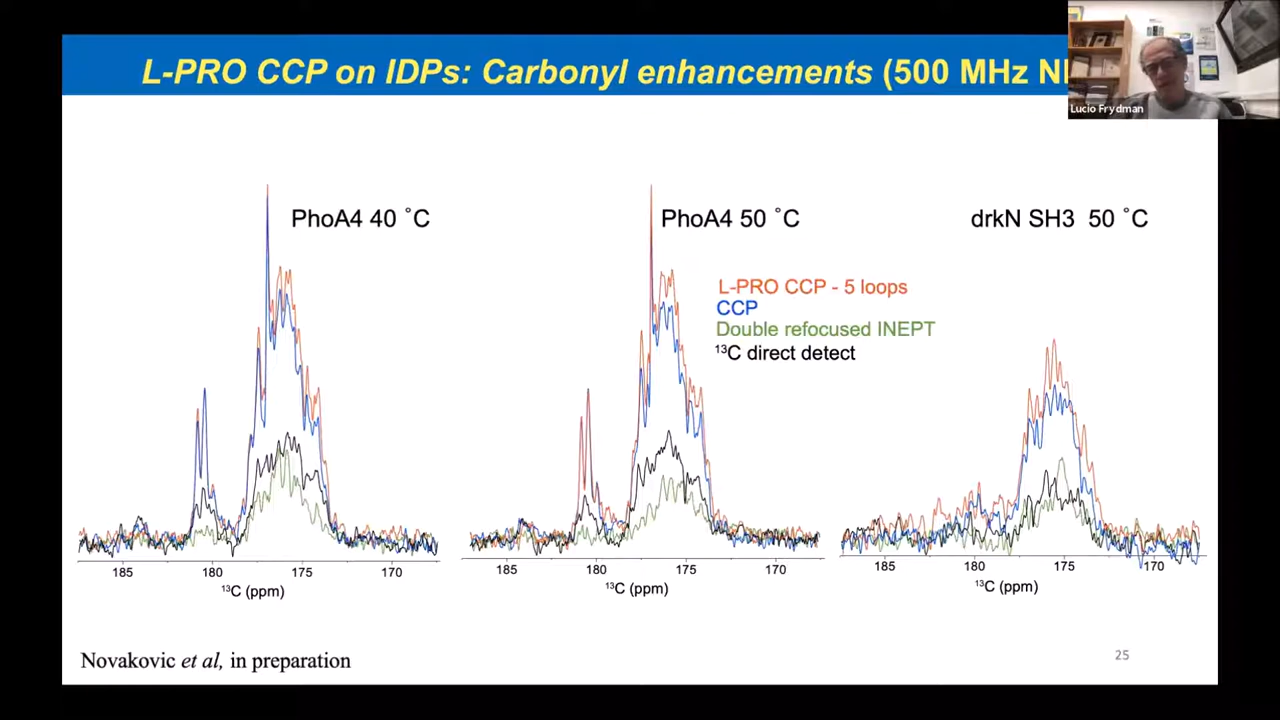 L-PRO CCP on IDPs: Carbonyl enhancements (500 MHz
Lucio Frydman
PhoA4 40 ˚C
PhoA4 50 ˚C
drkN SH3 50 ˚C
L-PRO CCP - 5 loops
CCP
Double refocused INEPT
¹³C direct detect
185 180 175 170
185 180 175 170
185 180 175 170
¹³C (ppm)
¹³C (ppm)
¹³C (ppm)
Novakovic et al, in preparation
25